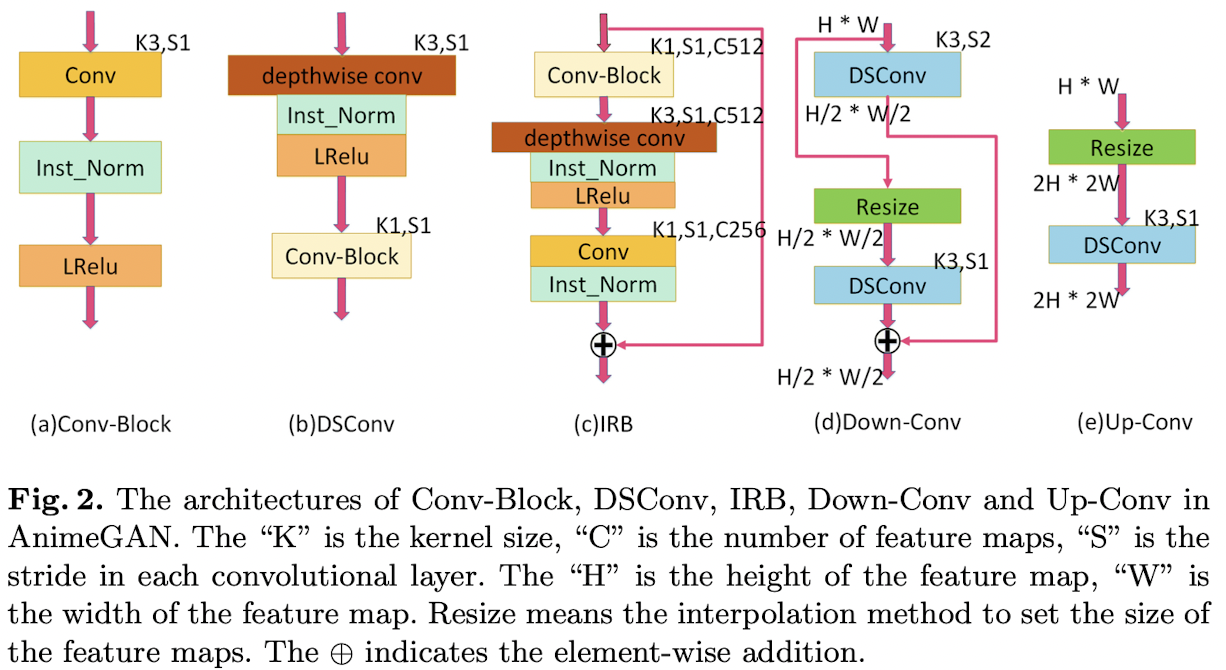 K3,S1
Conv
Inst_Norm
LRelu
(a)Conv-Block
K3,S1
depthwise conv
Inst_Norm
LRelu
K1,S1
Conv-Block
(b)DSConv
K1,S1,C512
Conv-Block
K3,S1,C512
depthwise conv
Inst_Norm
LRelu
K1,S1,C256
Conv
Inst_Norm
(c)IRB
H * W
K3,S2
DSConv
H/2 * W/2
Resize
H/2 * W/2
K3,S1
DSConv
H/2 * W/2
(d)Down-Conv
H * W
Resize
2H * 2W
K3,S1
DSConv
2H * 2W
(e)Up-Conv
Fig. 2. The architectures of Conv-Block, DSConv, IRB, Down-Conv and Up-Conv in
AnimeGAN. The “K” is the kernel size, “C” is the number of feature maps, “S” is the
stride in each convolutional layer. The “H” is the height of the feature map, “W” is
the width of the feature map. Resize means the interpolation method to set the size of
the feature maps. The ⊕ indicates the element-wise addition.